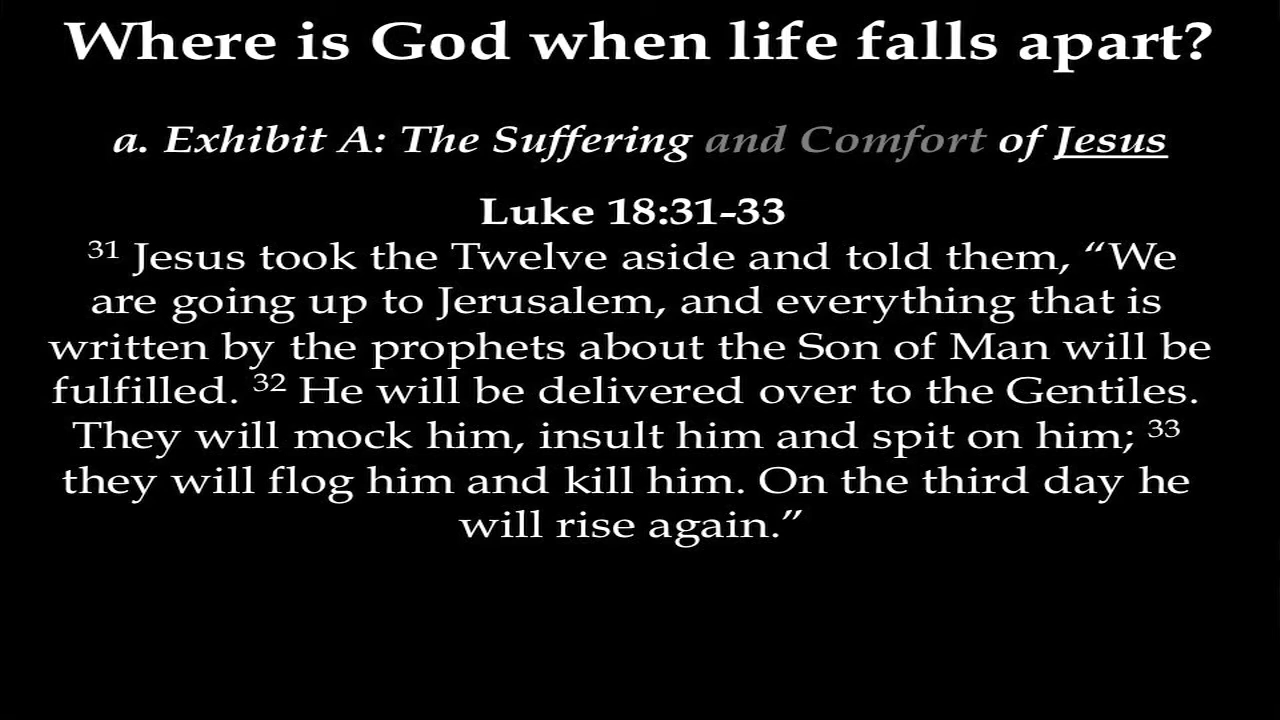 Where is God when life falls apart?
a. Exhibit A: The Suffering and Comfort of Jesus
Luke 18:31-33
31 Jesus took the Twelve aside and told them, “We
are going up to Jerusalem, and everything that is
written by the prophets about the Son of Man will be
fulfilled. 32 He will be delivered over to the Gentiles.
They will mock him, insult him and spit on him; 33
they will flog him and kill him. On the third day he
will rise again.”